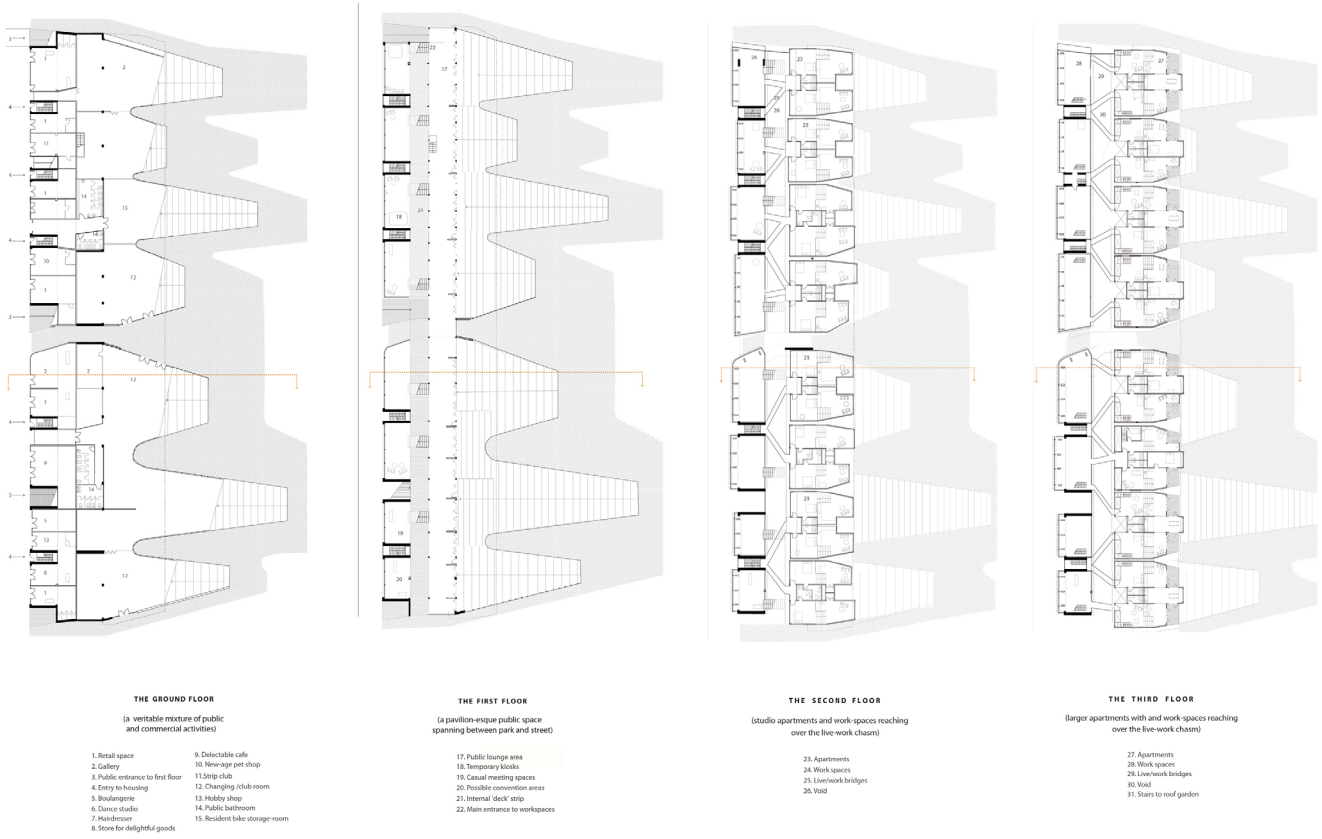 THE GROUND FLOOR
(a veritable mixture of public
and commercial activities)
1. Retail space
2. Gallery
3. Public entrance to first floor
4. Entry to housing
5. Boulangerie
6. Dance studio
7. Hairdresser
8. Store for delightful goods
9. Delectable cafe
10. New-age pet shop
11.Strip club
12. Changing /club room
13. Hobby shop
14. Public bathroom
15. Resident bike storage-room
THE FIRST FLOOR
(a pavilion-esque public space
spanning between park and street)
17. Public lounge area
18. Temporary kiosks
19. Casual meeting spaces
20. Possible convention areas
21. Internal 'deck' strip
22. Main entrance to workspaces
THE SECOND FLOOR
(studio apartments and work-spaces reaching
over the live-work chasm)
23. Apartments
24. Work spaces
25. Live/work bridges
26. Void
THE THIRD FLOOR
(larger apartments with and work-spaces reaching
over the live-work chasm)
27. Apartments
28. Work spaces
29. Live/work bridges
30. Void
31. Stairs to roof garden